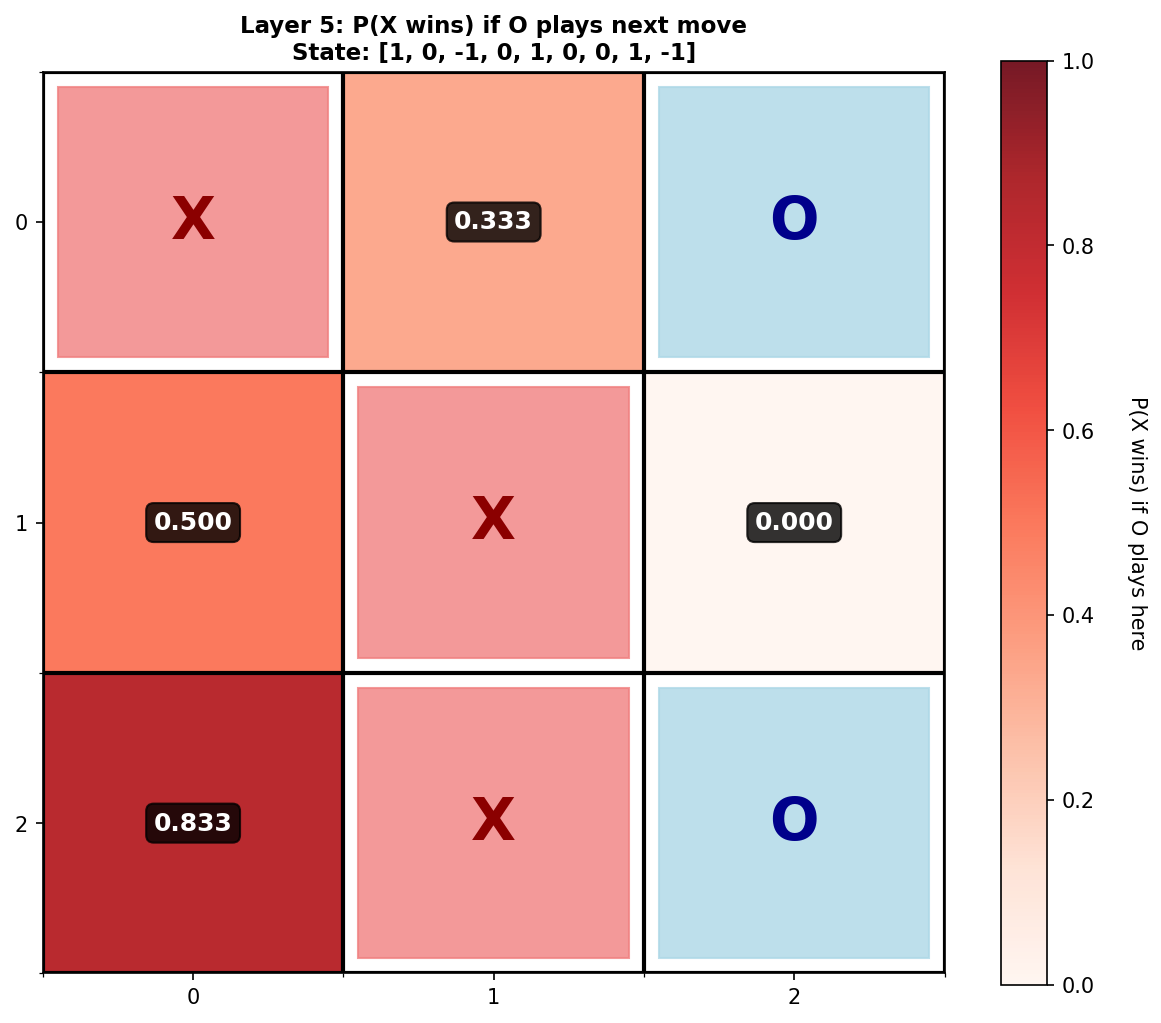 Layer 5: P(X wins) if O plays next move
State: [1, 0, -1, 0, 1, 0, 0, 1, -1]
0
X
0.333
O
1
0.500
X
0.000
2
0.833
X
O
0
1
2
1.0
0.8
0.6
0.4
0.2
0.0
P(X wins) if O plays here